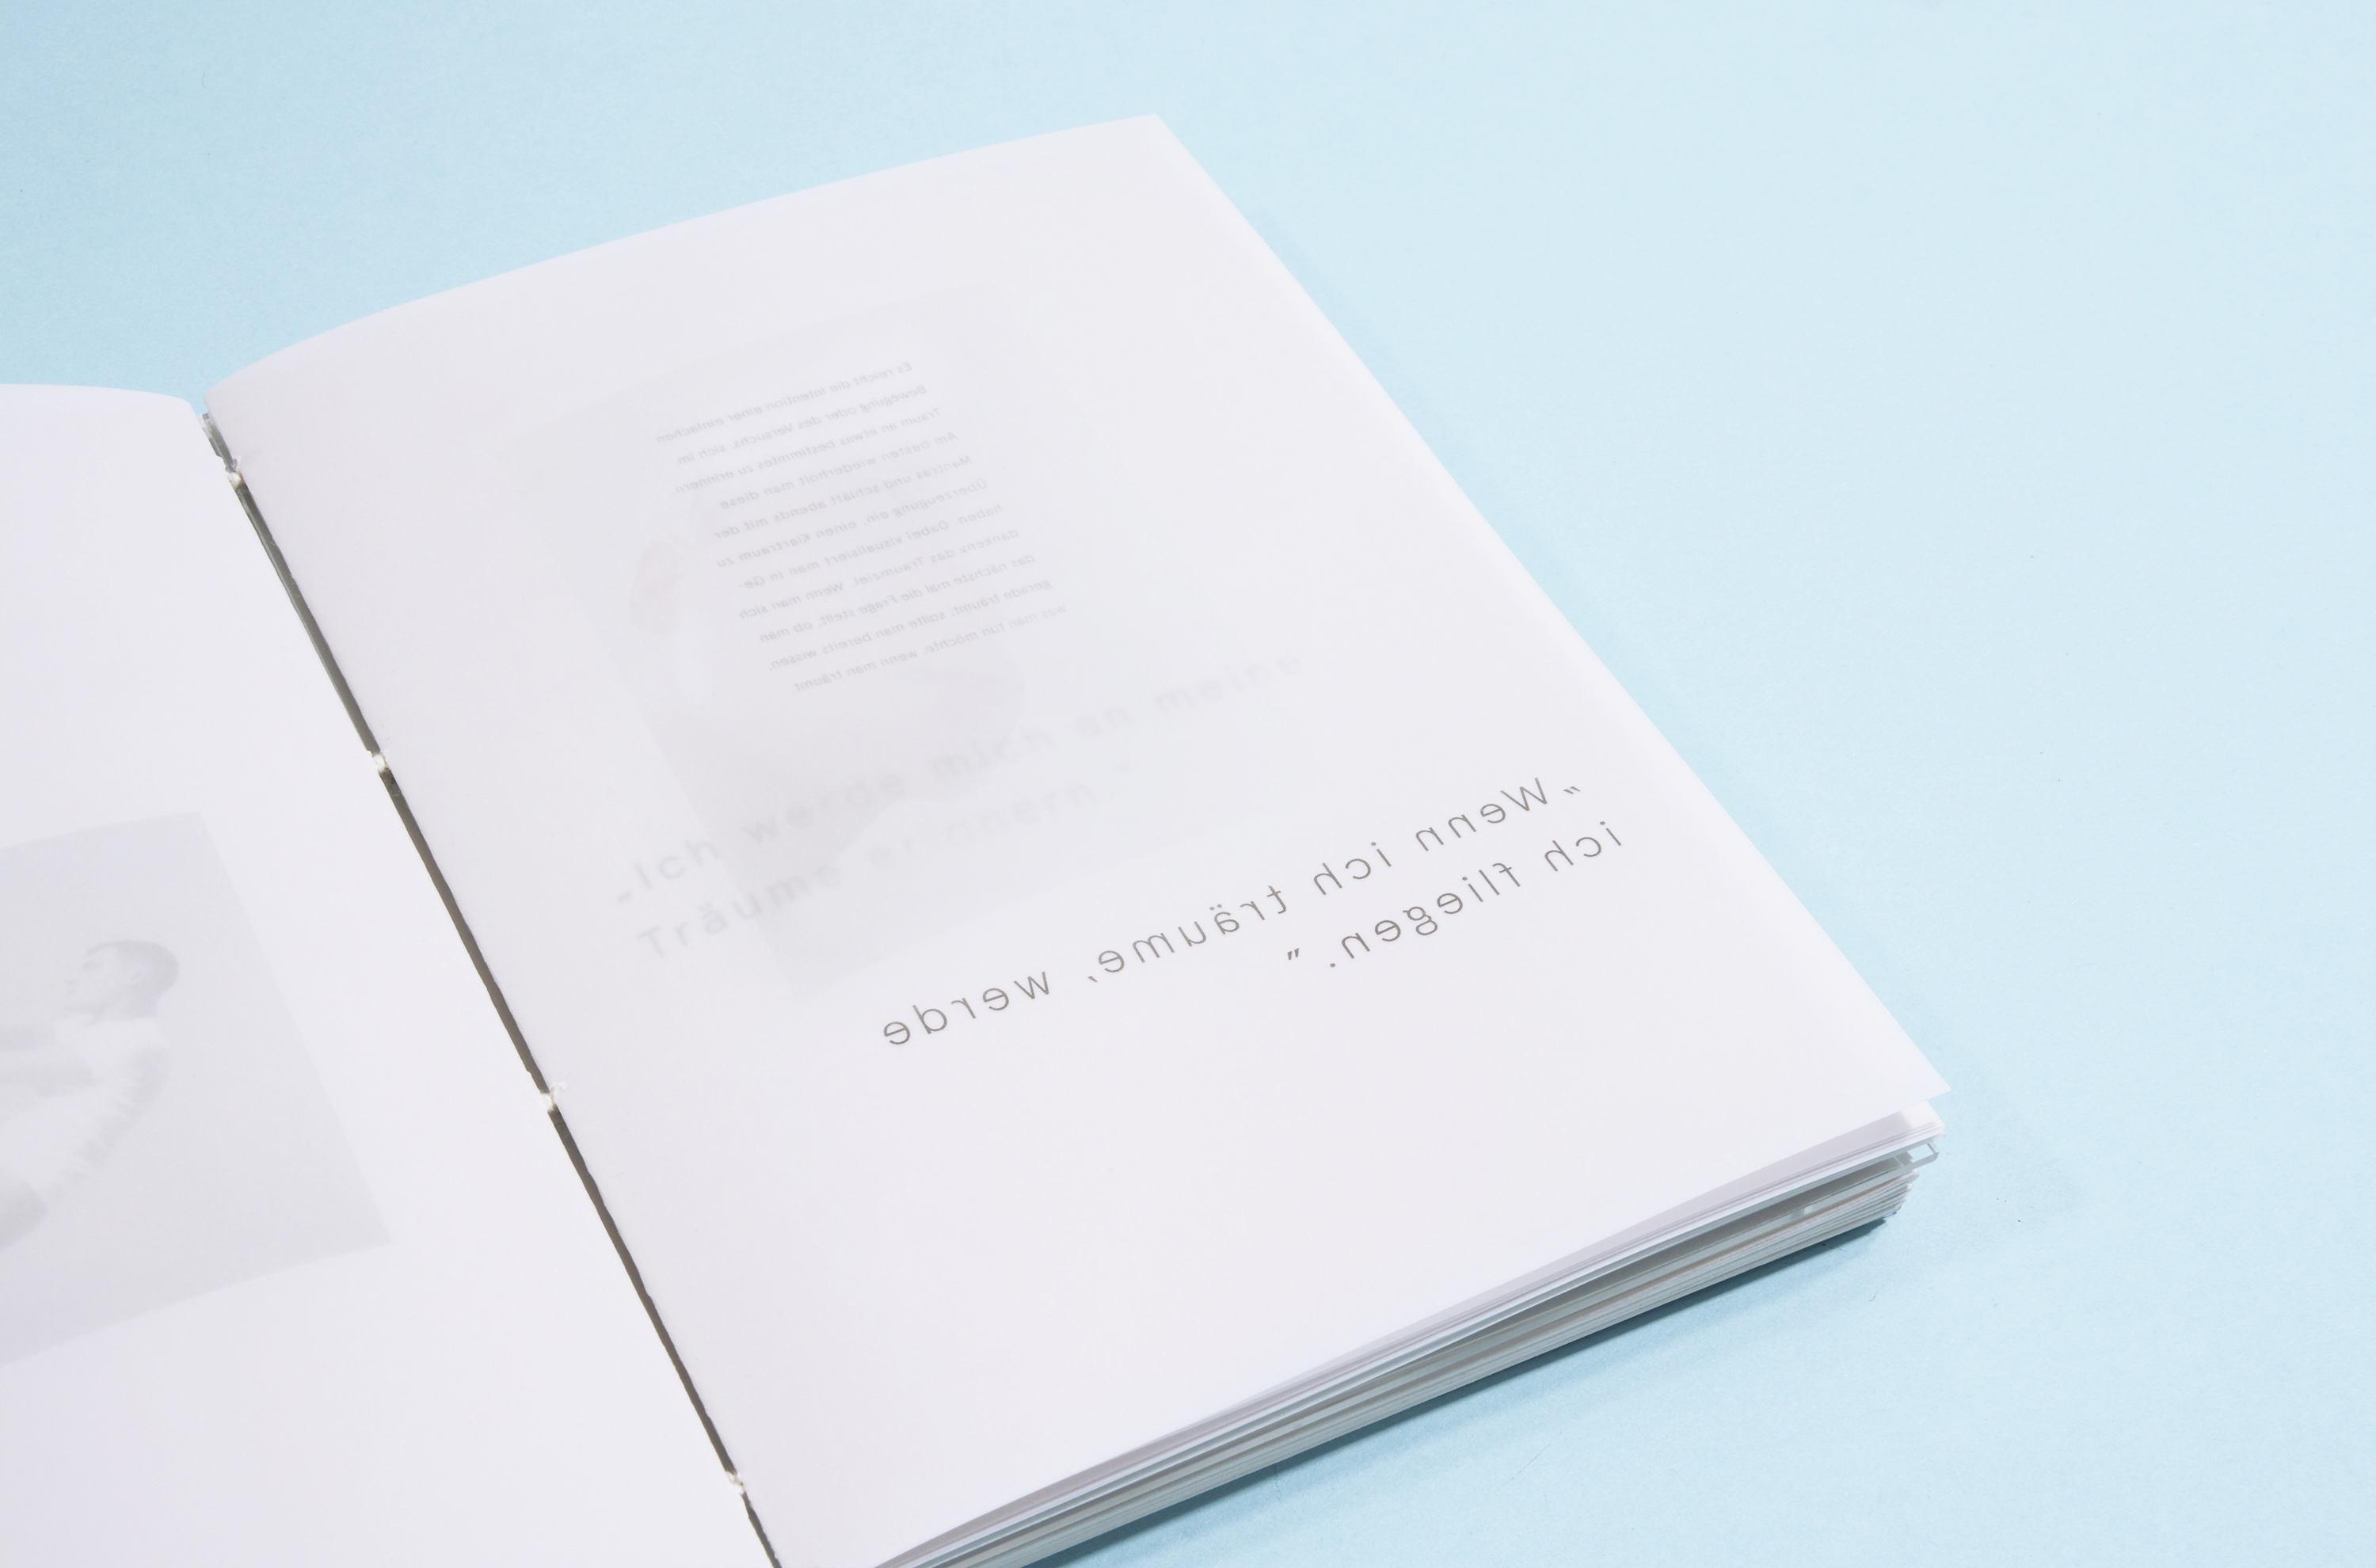 Es reicht die Intention einer einfachen
Bewegung oder des Versuchs, sich im
Traum an etwas bestimmtes zu erinnern.
Am besten wiederholt man diese
Mantras und schläft abends mit der
Überzeugung ein, einen Klartraum zu
haben. Dabei visualisiert man in Ge-
danken das Traumziel. Wenn man sich
das nächste mal die Frage stellt, ob man
gerade träumt, sollte man bereits wissen,
was man tun möchte, wenn man träumt.
„Ich werde mich an meine
Träume erinnern.“
„Wenn ich träume, werde
ich fliegen.“